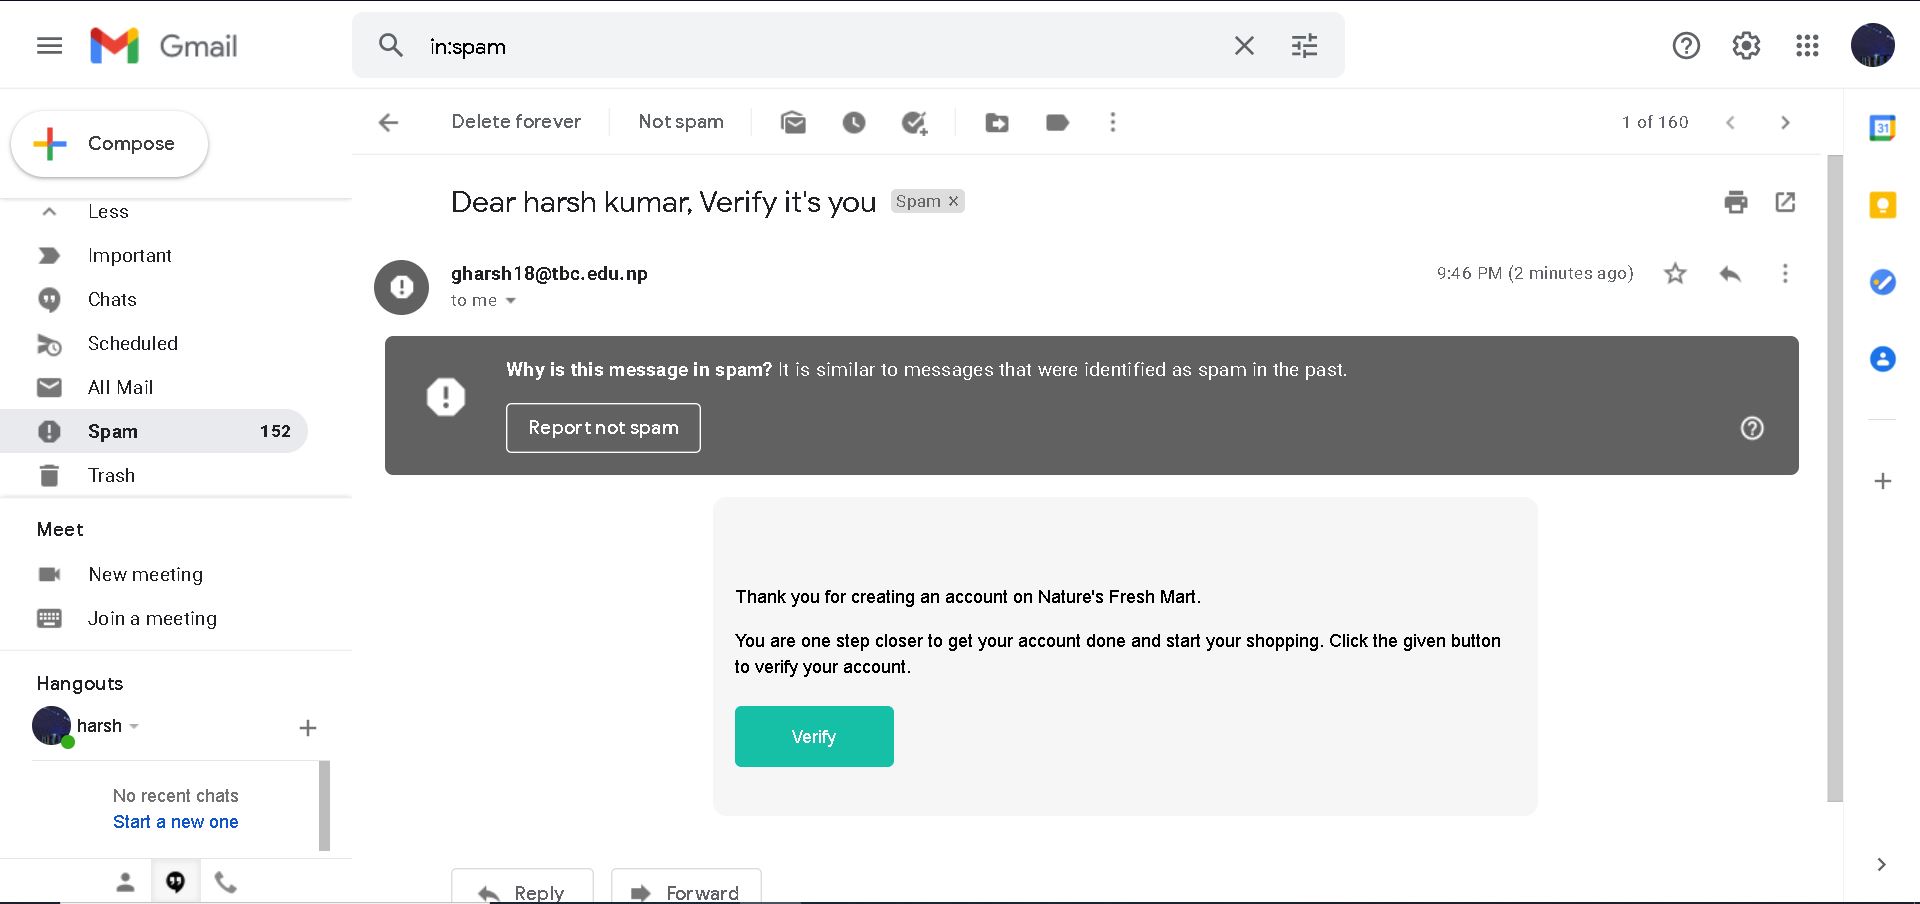 Gmail
in:spam
Compose
Less
Important
Chats
Scheduled
All Mail
Spam 152
Trash
Meet
New meeting
Join a meeting
Hangouts
harsh
No recent chats
Start a new one
Delete forever Not spam 1 of 160
Dear harsh kumar, Verify it's you Spam ×
gharsh18@tbc.edu.np 9:46 PM (2 minutes ago)
to me
Why is this message in spam? It is similar to messages that were identified as spam in the past.
Report not spam
Thank you for creating an account on Nature's Fresh Mart.
You are one step closer to get your account done and start your shopping. Click the given button
to verify your account.
Verify
Reply Forward
31